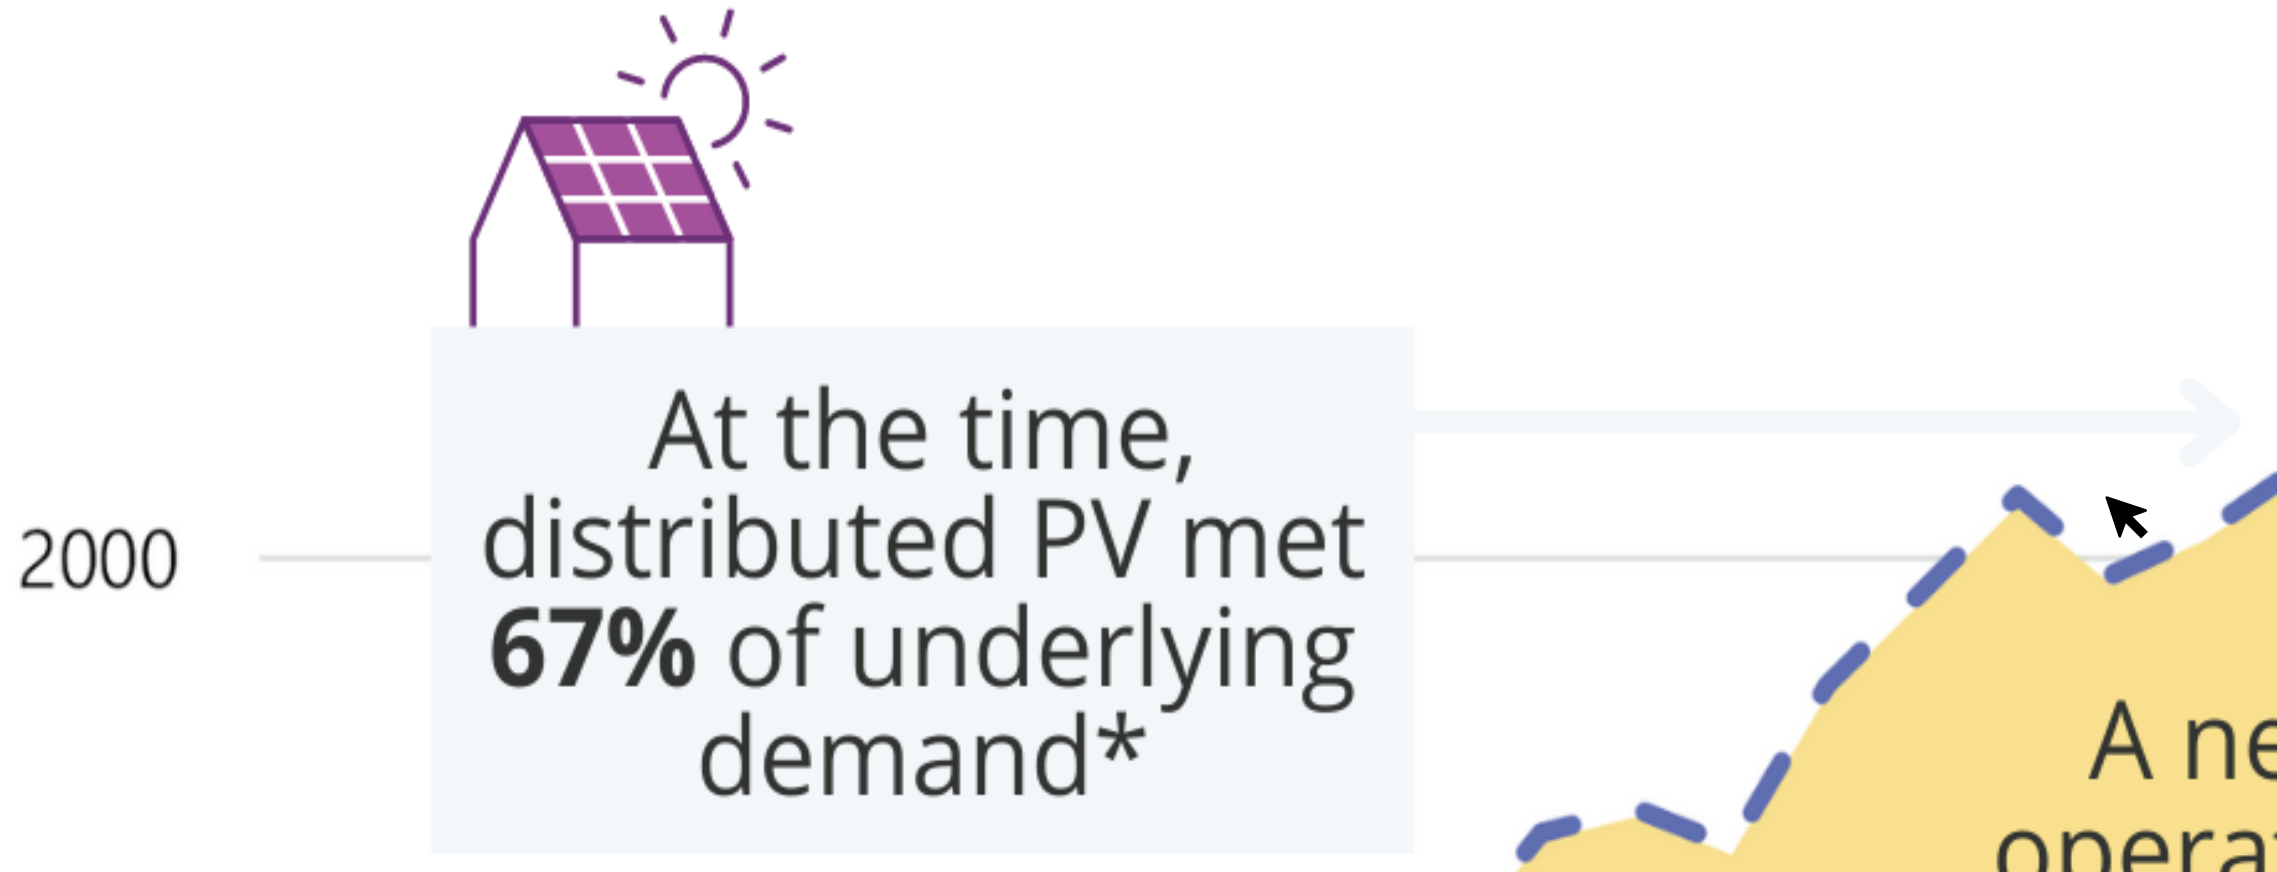 At the time,
distributed PV met
2000
67% of underlying
demand*
A